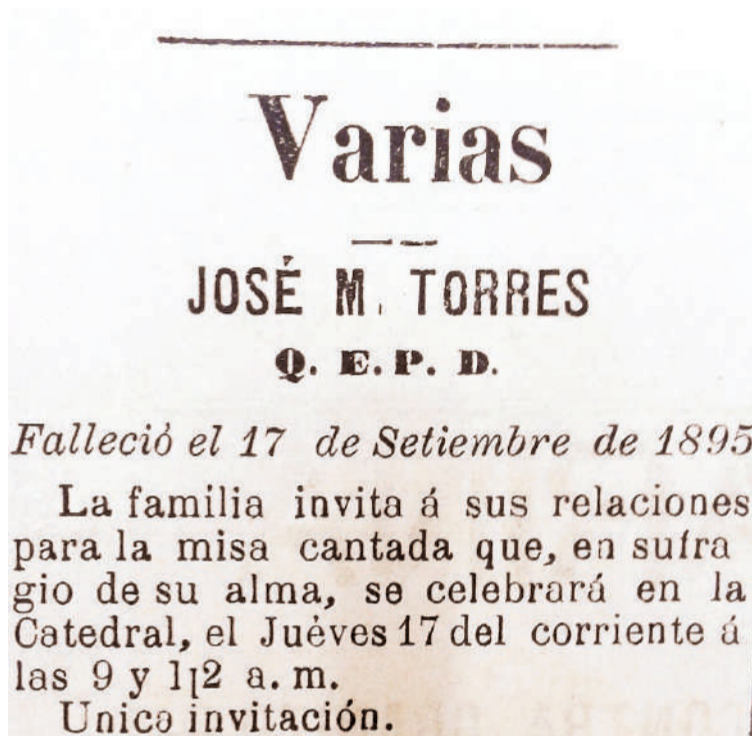 Varias
JOSÉ M. TORRES
Q. E. P. D.
Falleció el 17 de Setiembre de 1895
La familia invita á sus relaciones
para la misa cantada que, en sufra
gio de su alma, se celebrará en la
Catedral, el Juéves 17 del corriente á
las 9 y 1¡2 a. m.
Unica invitación.